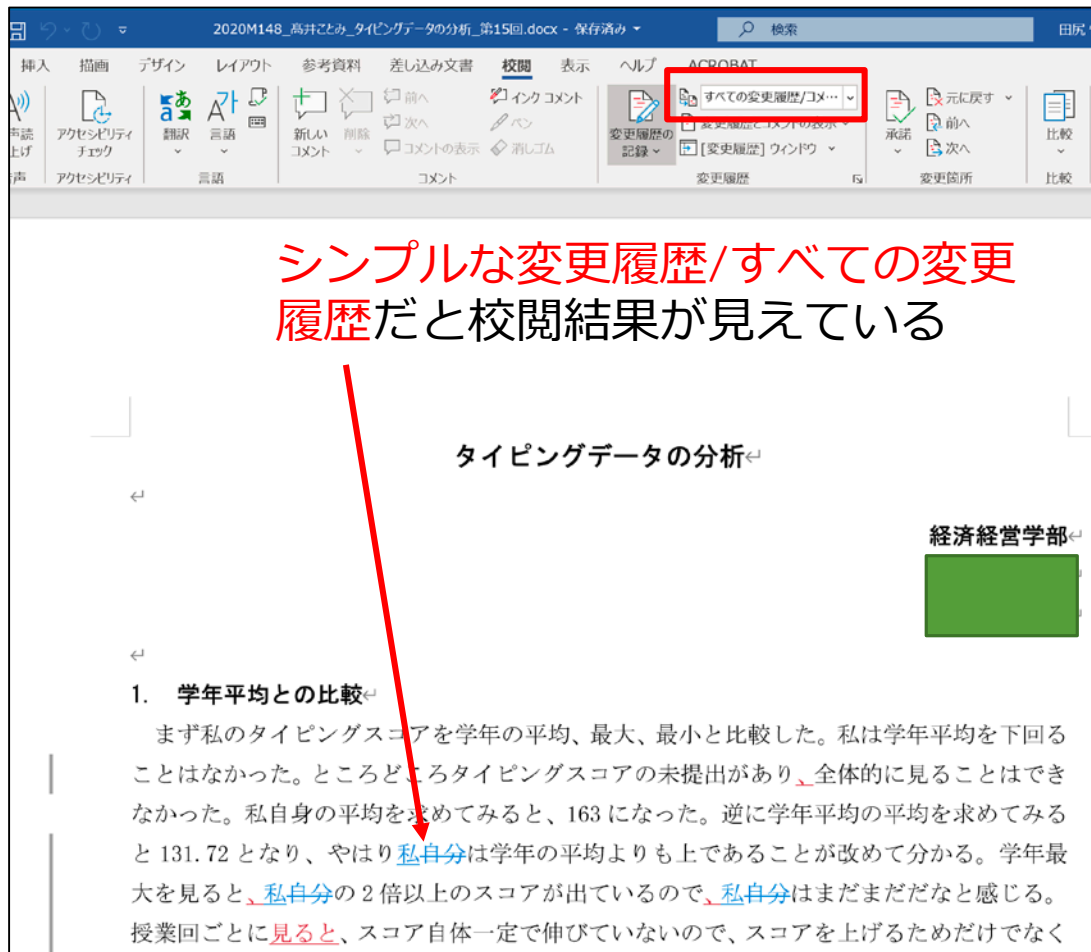 2020M148_髙井ことみ_タイピングデータの分析_第15回.docx - 保存済み
検索
田尻
挿入 描画 デザイン レイアウト 参考資料 差し込み文書 校閲 表示 ヘルプ ACROBAT
アクセシビリティ
チェック
翻訳
言語
新しい
コメント
削除
前へ
次へ
コメントの表示
インク コメント
ペン
消しゴム
変更履歴の
記録
すべての変更履歴/コメ…
変更履歴とコメントの表示
[変更履歴] ウィンドウ
承諾
元に戻す
前へ
次へ
比較
声 アクセシビリティ 言語 コメント 変更履歴 変更箇所 比較
シンプルな変更履歴/すべての変更
履歴だと校閲結果が見えている
タイピングデータの分析
経済経営学部
1. 学年平均との比較
まず私のタイピングスコアを学年の平均、最大、最小と比較した。私は学年平均を下回る
ことはなかった。ところどころタイピングスコアの未提出があり、全体的に見ることはでき
なかった。私自身の平均を求めてみると、163 になった。逆に学年平均の平均を求めてみる
と 131.72 となり、やはり私自分は学年の平均よりも上であることが改めて分かる。学年最
大を見ると、私自分の 2 倍以上のスコアが出ているので、私自分はまだまだだなと感じる。
授業回ごとに見ると、スコア自体一定で伸びていないので、スコアを上げるためだけでなく